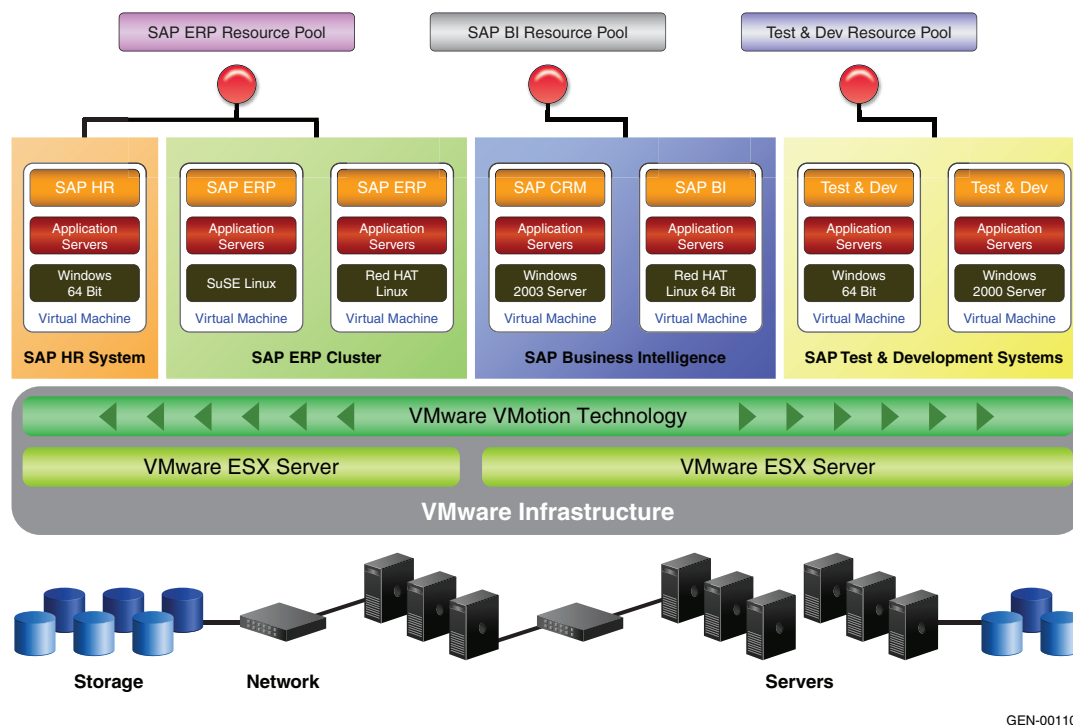 SAP ERP Resource Pool
SAP BI Resource Pool
Test & Dev Resource Pool
SAP HR
Application
Servers
Windows
64 Bit
Virtual Machine
SAP HR System
SAP ERP
Application
Servers
SuSE Linux
Virtual Machine
SAP ERP
Application
Servers
Red HAT
Linux
Virtual Machine
SAP ERP Cluster
SAP CRM
Application
Servers
Windows
2003 Server
Virtual Machine
SAP BI
Application
Servers
Red HAT
Linux 64 Bit
Virtual Machine
SAP Business Intelligence
Test & Dev
Application
Servers
Windows
64 Bit
Virtual Machine
Test & Dev
Application
Servers
Windows
2000 Server
Virtual Machine
SAP Test & Development Systems
VMware VMotion Technology
VMware ESX Server
VMware ESX Server
VMware Infrastructure
Storage
Network
Servers
GEN-00110